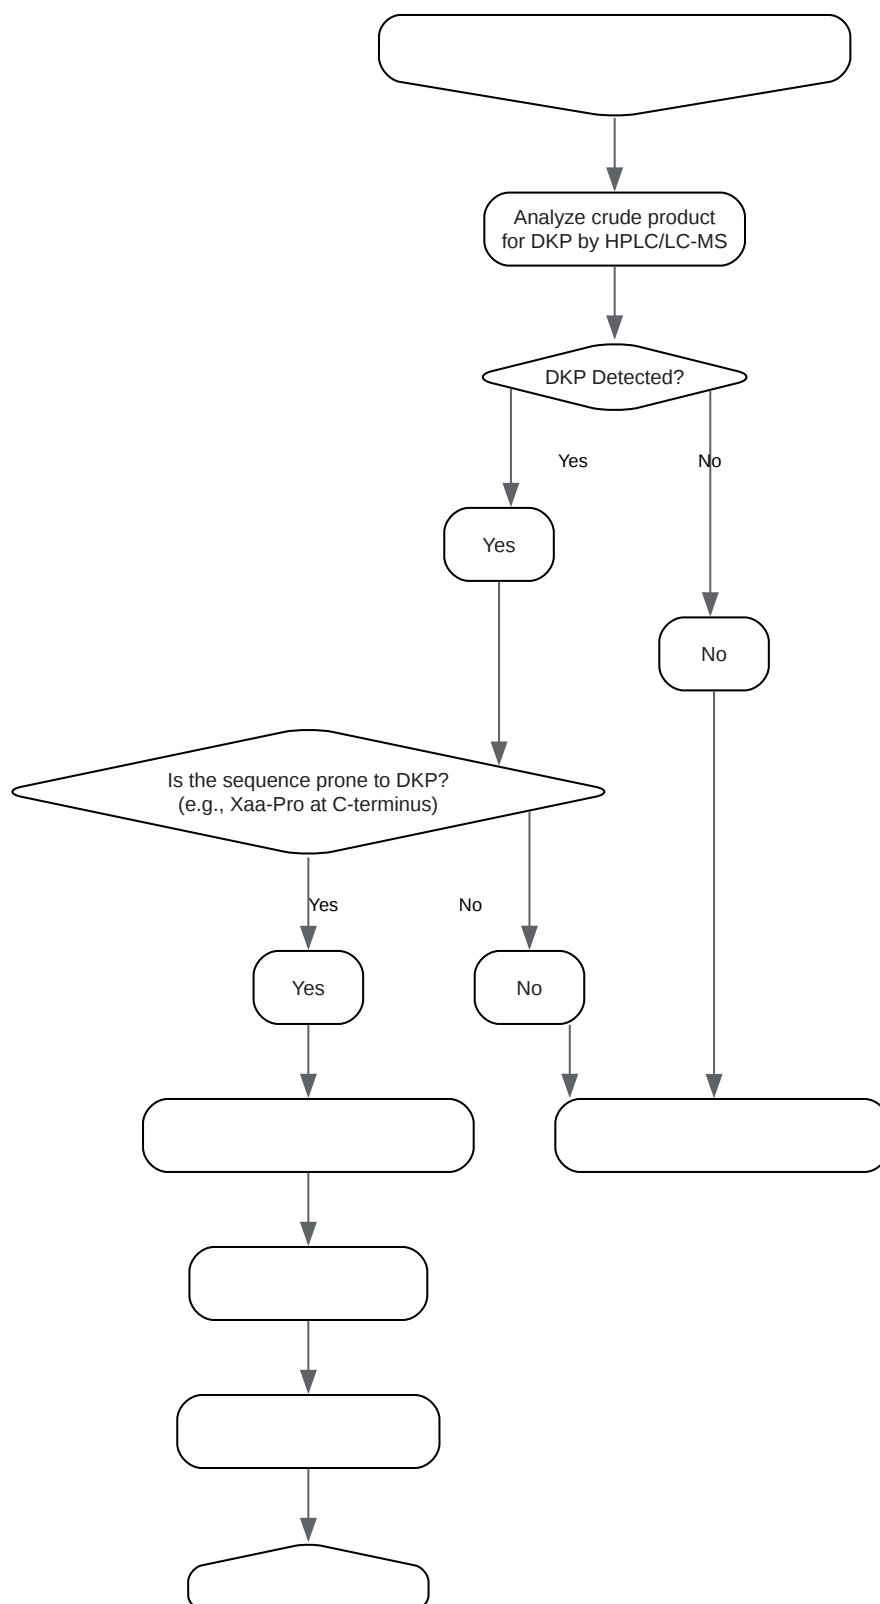 Analyze crude product
for DKP by HPLC/LC-MS
DKP Detected?
Yes
No
Yes
No
Is the sequence prone to DKP?
(e.g., Xaa-Pro at C-terminus)
Yes
No
Yes
No